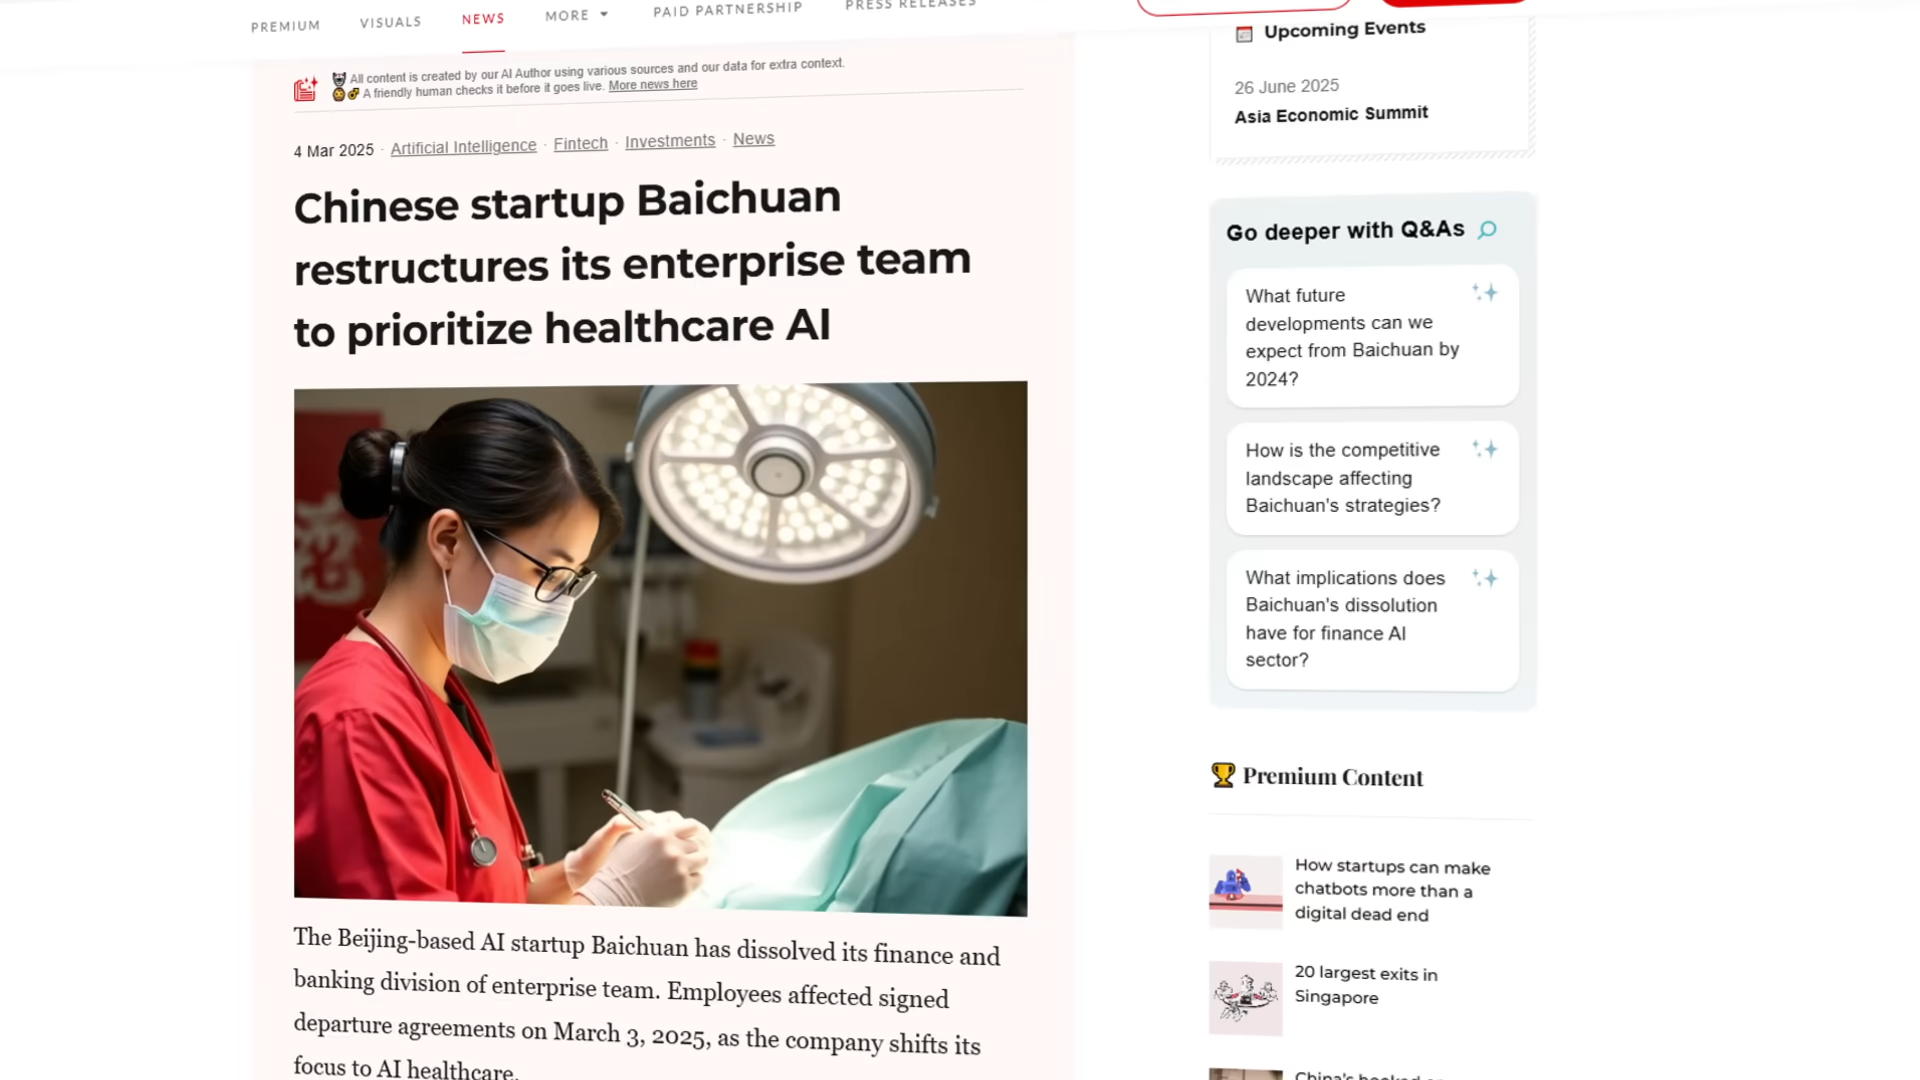 PREMIUM
VISUALS
NEWS
MORE
PAID PARTNERSHIP
PRESS RELEASES
All content is created by our AI Author using various sources and our data for extra context.
A friendly human checks it before it goes live. More news here
4 Mar 2025 · Artificial Intelligence · Fintech · Investments · News
Chinese startup Baichuan
restructures its enterprise team
to prioritize healthcare AI
The Beijing-based AI startup Baichuan has dissolved its finance and
banking division of enterprise team. Employees affected signed
departure agreements on March 3, 2025, as the company shifts its
focus to AI healthcare.
Upcoming Events
26 June 2025
Asia Economic Summit
Go deeper with Q&As
What future
developments can we
expect from Baichuan by
2024?
How is the competitive
landscape affecting
Baichuan's strategies?
What implications does
Baichuan's dissolution
have for finance AI
sector?
Premium Content
How startups can make
chatbots more than a
digital dead end
20 largest exits in
Singapore
China's hooked on